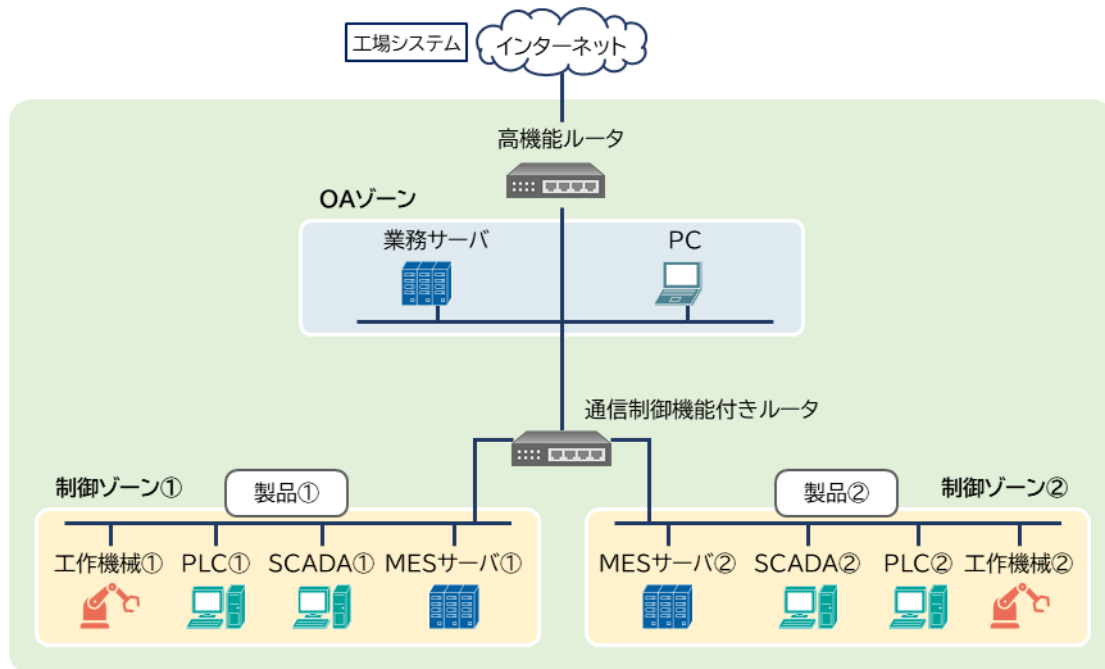 工場システム
インターネット
高機能ルータ
OAゾーン
業務サーバ
PC
通信制御機能付きルータ
制御ゾーン①
製品①
工作機械①
PLC①
SCADA①
MESサーバ①
製品②
制御ゾーン②
MESサーバ②
SCADA②
PLC②
工作機械②